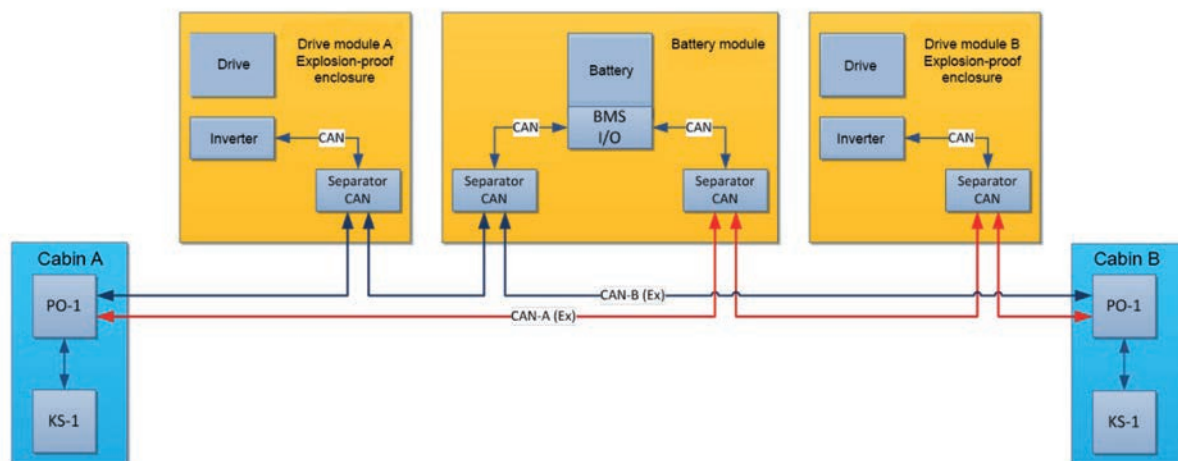 Drive module A
Explosion-proof
enclosure
Drive
Inverter
CAN
Separator
CAN
Battery module
Battery
BMS
I/O
CAN
CAN
Separator
CAN
Separator
CAN
Drive module B
Explosion-proof
enclosure
Drive
Inverter
CAN
Separator
CAN
Cabin A
PO-1
KS-1
CAN-B (Ex)
CAN-A (Ex)
Cabin B
PO-1
KS-1